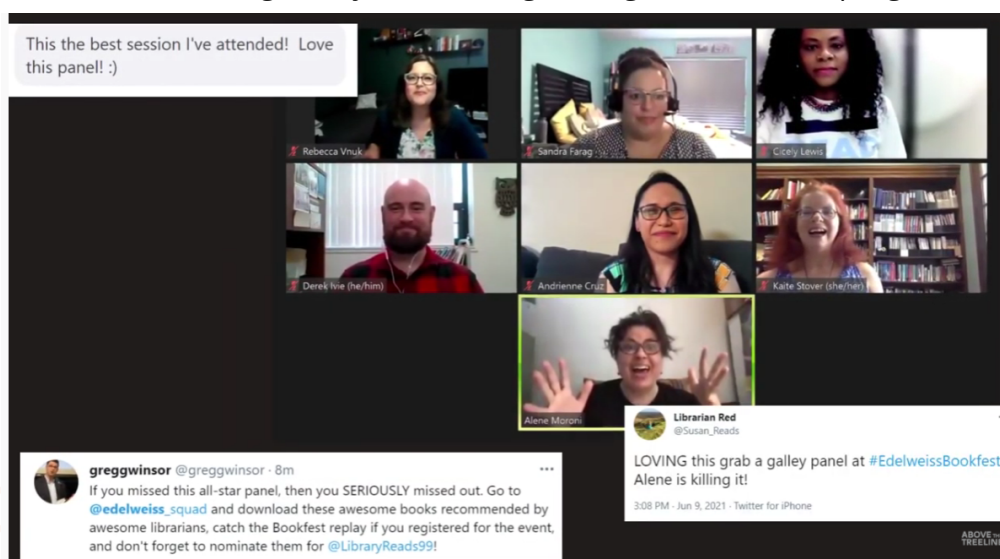 This the best session I've attended! Love
this panel! :)
Rebecca Vnuk
Sandra Farag
Cicely Lewis
Derek Ivie (he/him)
Andrienne Cruz
Kaite Stover (she/her)
Alene Moroni
Librarian Red
@Susan_Reads
LOVING this grab a galley panel at #EdelweissBookfest
Alene is killing it!
3:08 PM · Jun 9, 2021 · Twitter for iPhone
greggwinsor @greggwinsor · 8m
If you missed this all-star panel, then you SERIOUSLY missed out. Go to
@edelweiss_squad and download these awesome books recommended by
awesome librarians, catch the Bookfest replay if you registered for the event,
and don't forget to nominate them for @LibraryReads99!
ABOVE THE
TREELINE